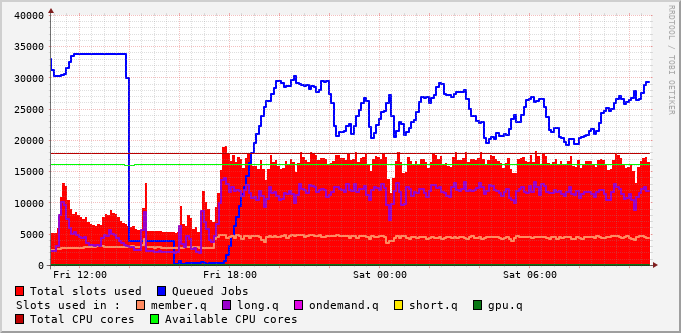 40000
35000
30000
25000
20000
15000
10000
5000
0
Fri 12:00 Fri 18:00 Sat 00:00 Sat 06:00
RRDTOOL / TOBI OETIKER
Total slots used Queued Jobs
Slots used in : member.q long.q ondemand.q short.q gpu.q
Total CPU cores Available CPU cores